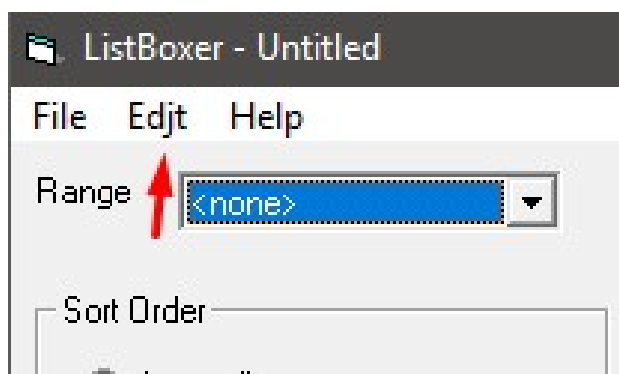 ListBoxer - Untitled
File Edjt Help
Range <none>
Sort Order